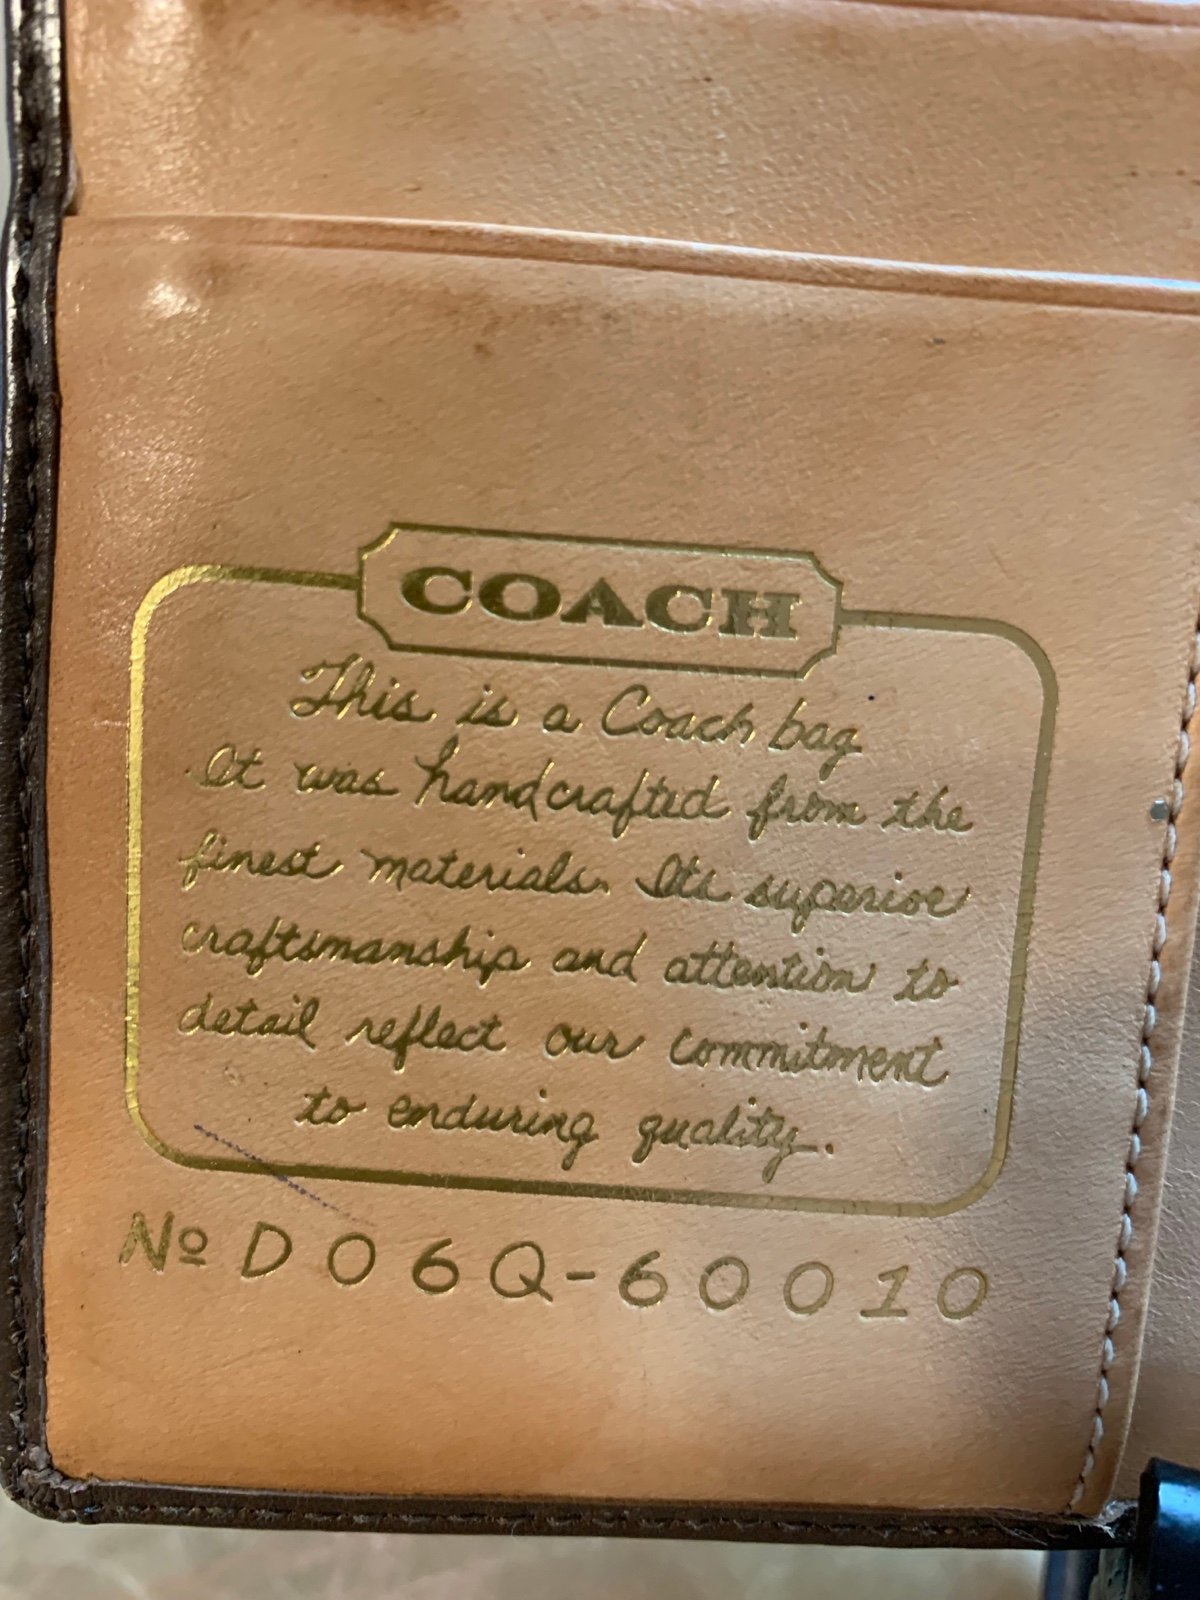 COACH
This is a Coach bag
It was handcrafted from the
finest materials. Its superior
craftsmanship and attention to
detail reflect our commitment
to enduring quality.
Nº D06Q-60010